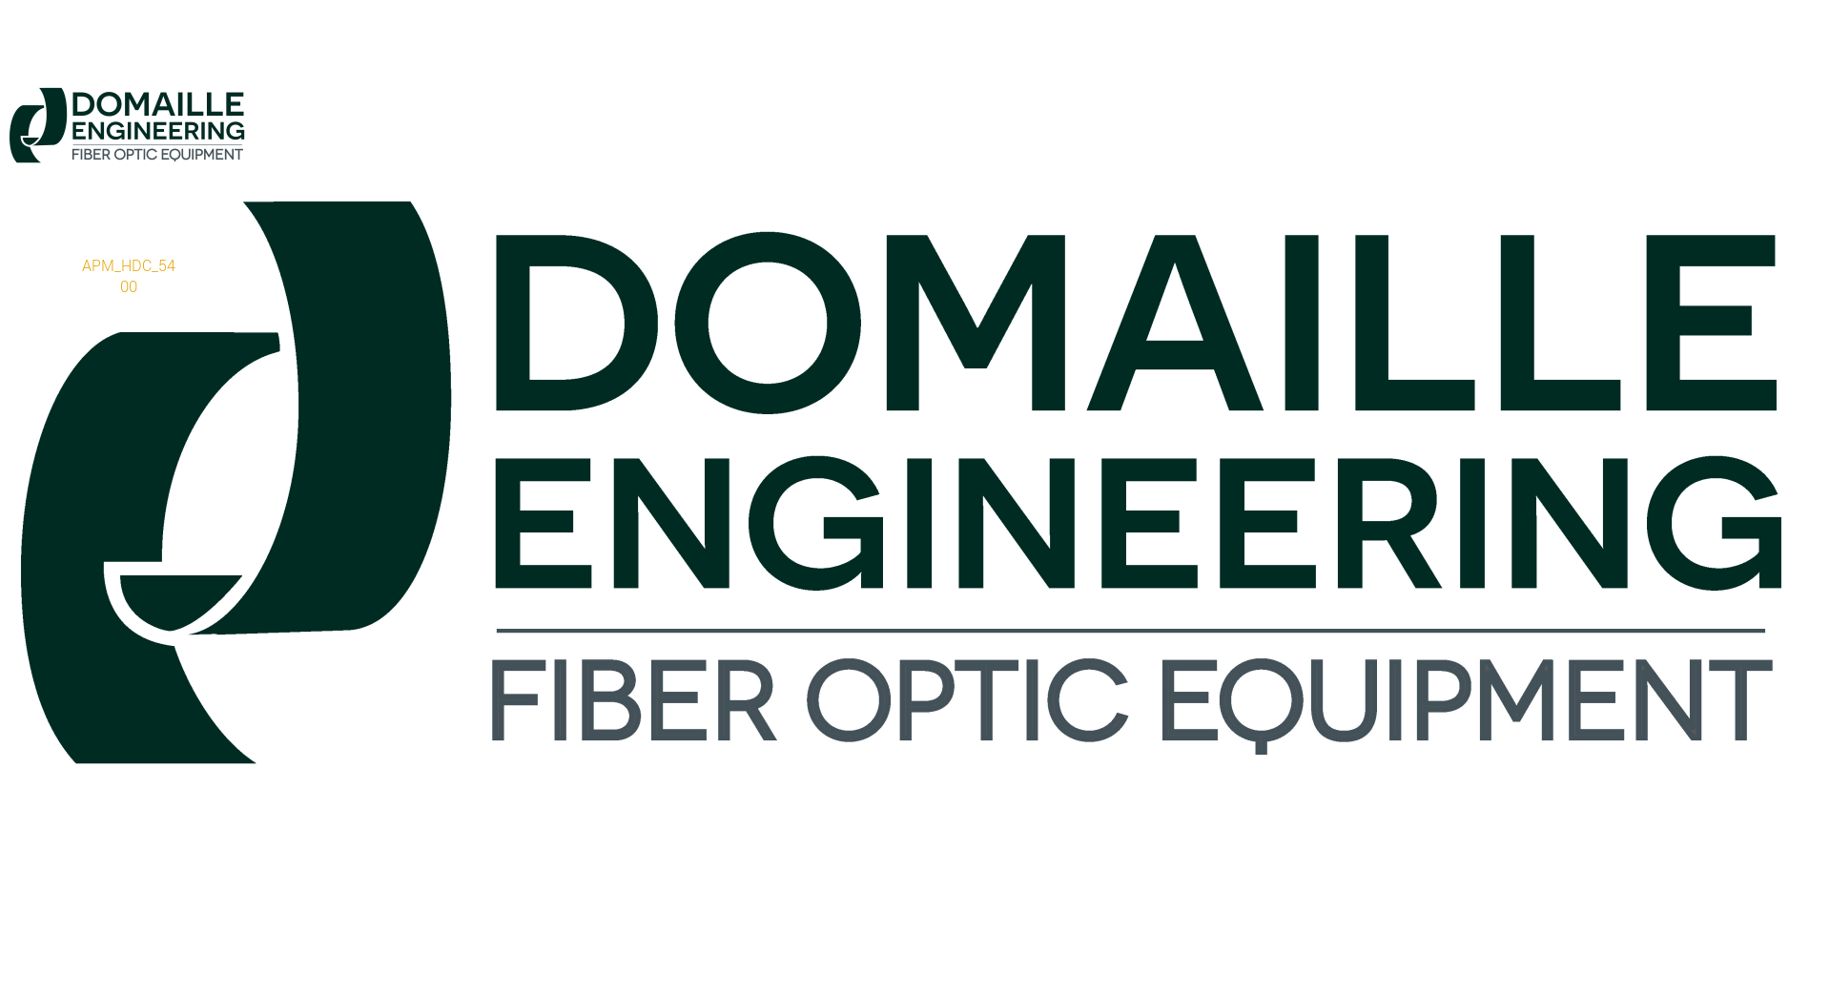 DOMAILLE
ENGINEERING
FIBER OPTIC EQUIPMENT
APM_HDC_54
00
DOMAILLE
ENGINEERING
FIBER OPTIC EQUIPMENT